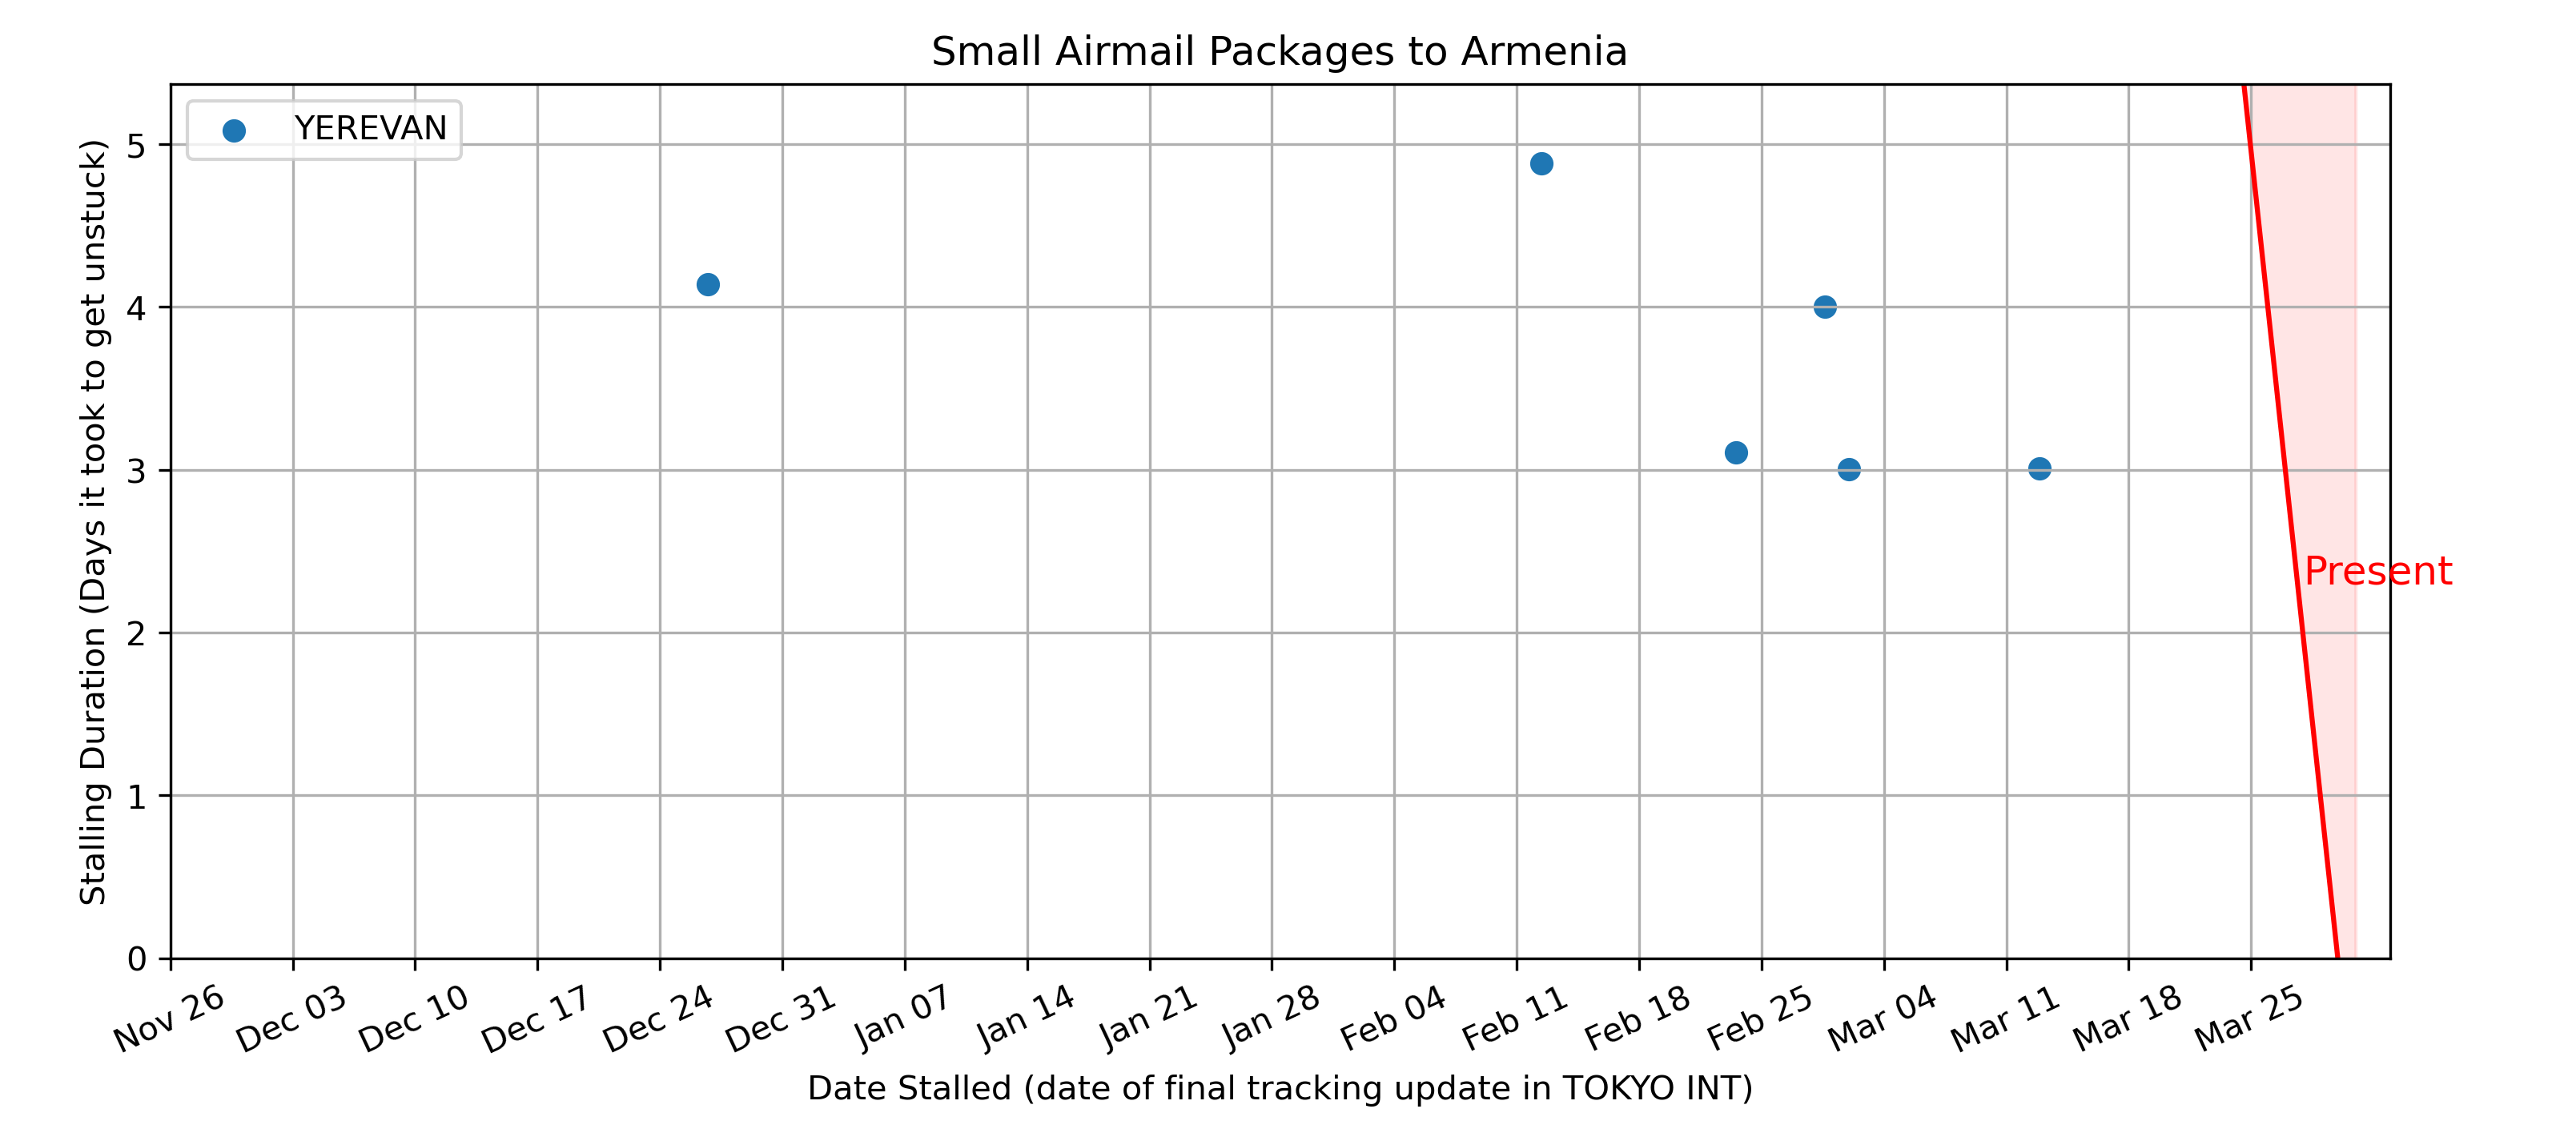 Small Airmail Packages to Armenia
YEREVAN
Stalling Duration (Days it took to get unstuck)
5
4
3
2
1
0
Present
Nov 26 Dec 03 Dec 10 Dec 17 Dec 24 Dec 31 Jan 07 Jan 14 Jan 21 Jan 28 Feb 04 Feb 11 Feb 18 Feb 25 Mar 04 Mar 11 Mar 18 Mar 25
Date Stalled (date of final tracking update in TOKYO INT)